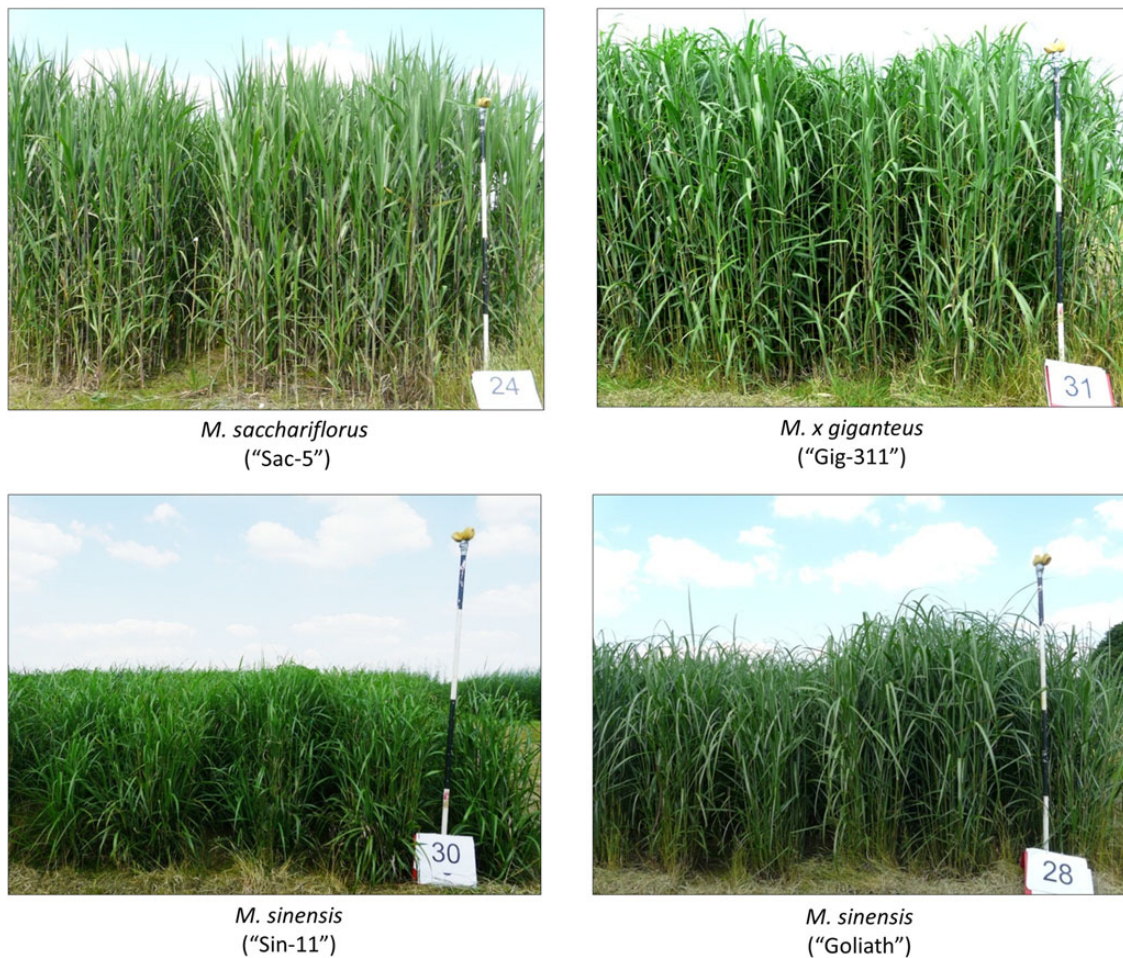 24
31
M. sacchariflorus
("Sac-5")
M. x giganteus
("Gig-311")
30
28
M. sinensis
("Sin-11")
M. sinensis
("Goliath")